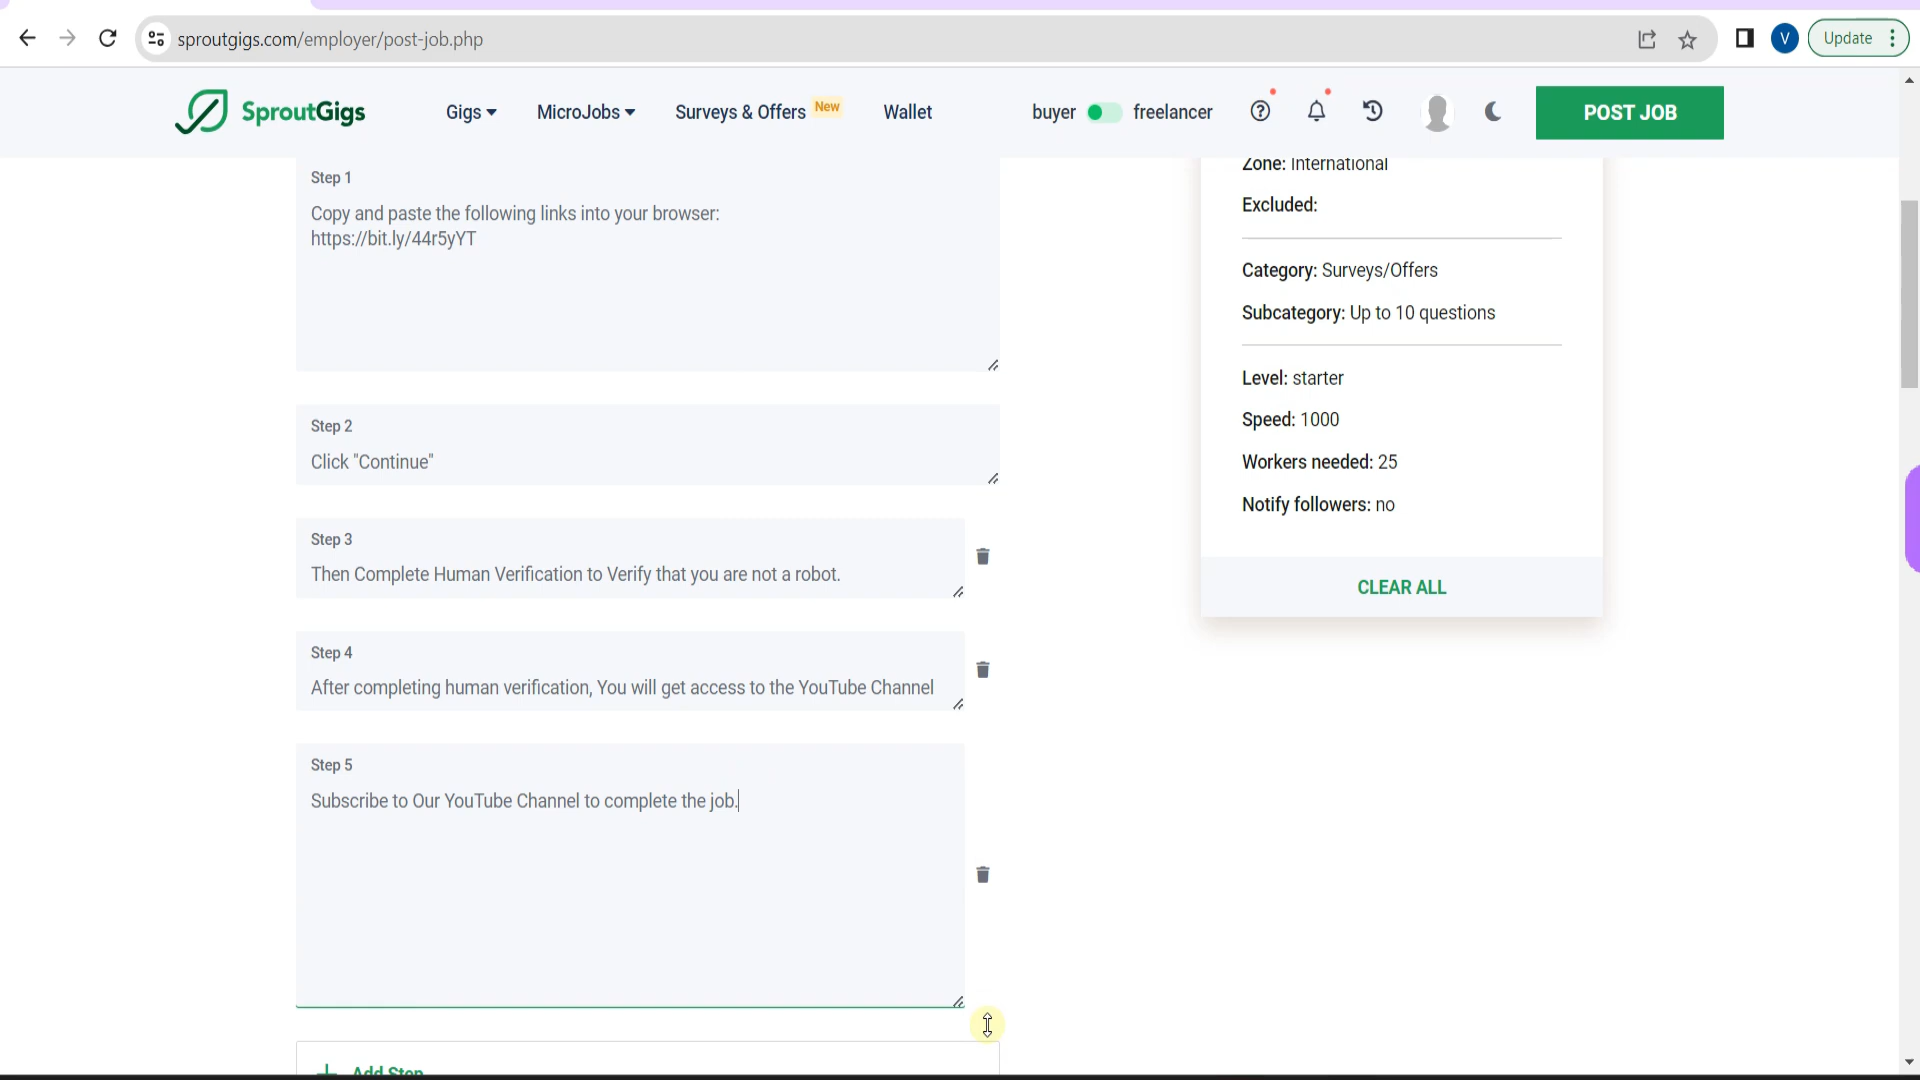 sproutgigs.com/employer/post-job.php
V
Update
SproutGigs
Gigs
MicroJobs
Surveys & Offers New
Wallet
buyer
freelancer
POST JOB
Step 1
Copy and paste the following links into your browser:
https://bit.ly/44r5yYT
Step 2
Click "Continue"
Step 3
Then Complete Human Verification to Verify that you are not a robot.
Step 4
After completing human verification, You will get access to the YouTube Channel
Step 5
Subscribe to Our YouTube Channel to complete the job.
Add Step
Zone: International
Excluded:
Category: Surveys/Offers
Subcategory: Up to 10 questions
Level: starter
Speed: 1000
Workers needed: 25
Notify followers: no
CLEAR ALL